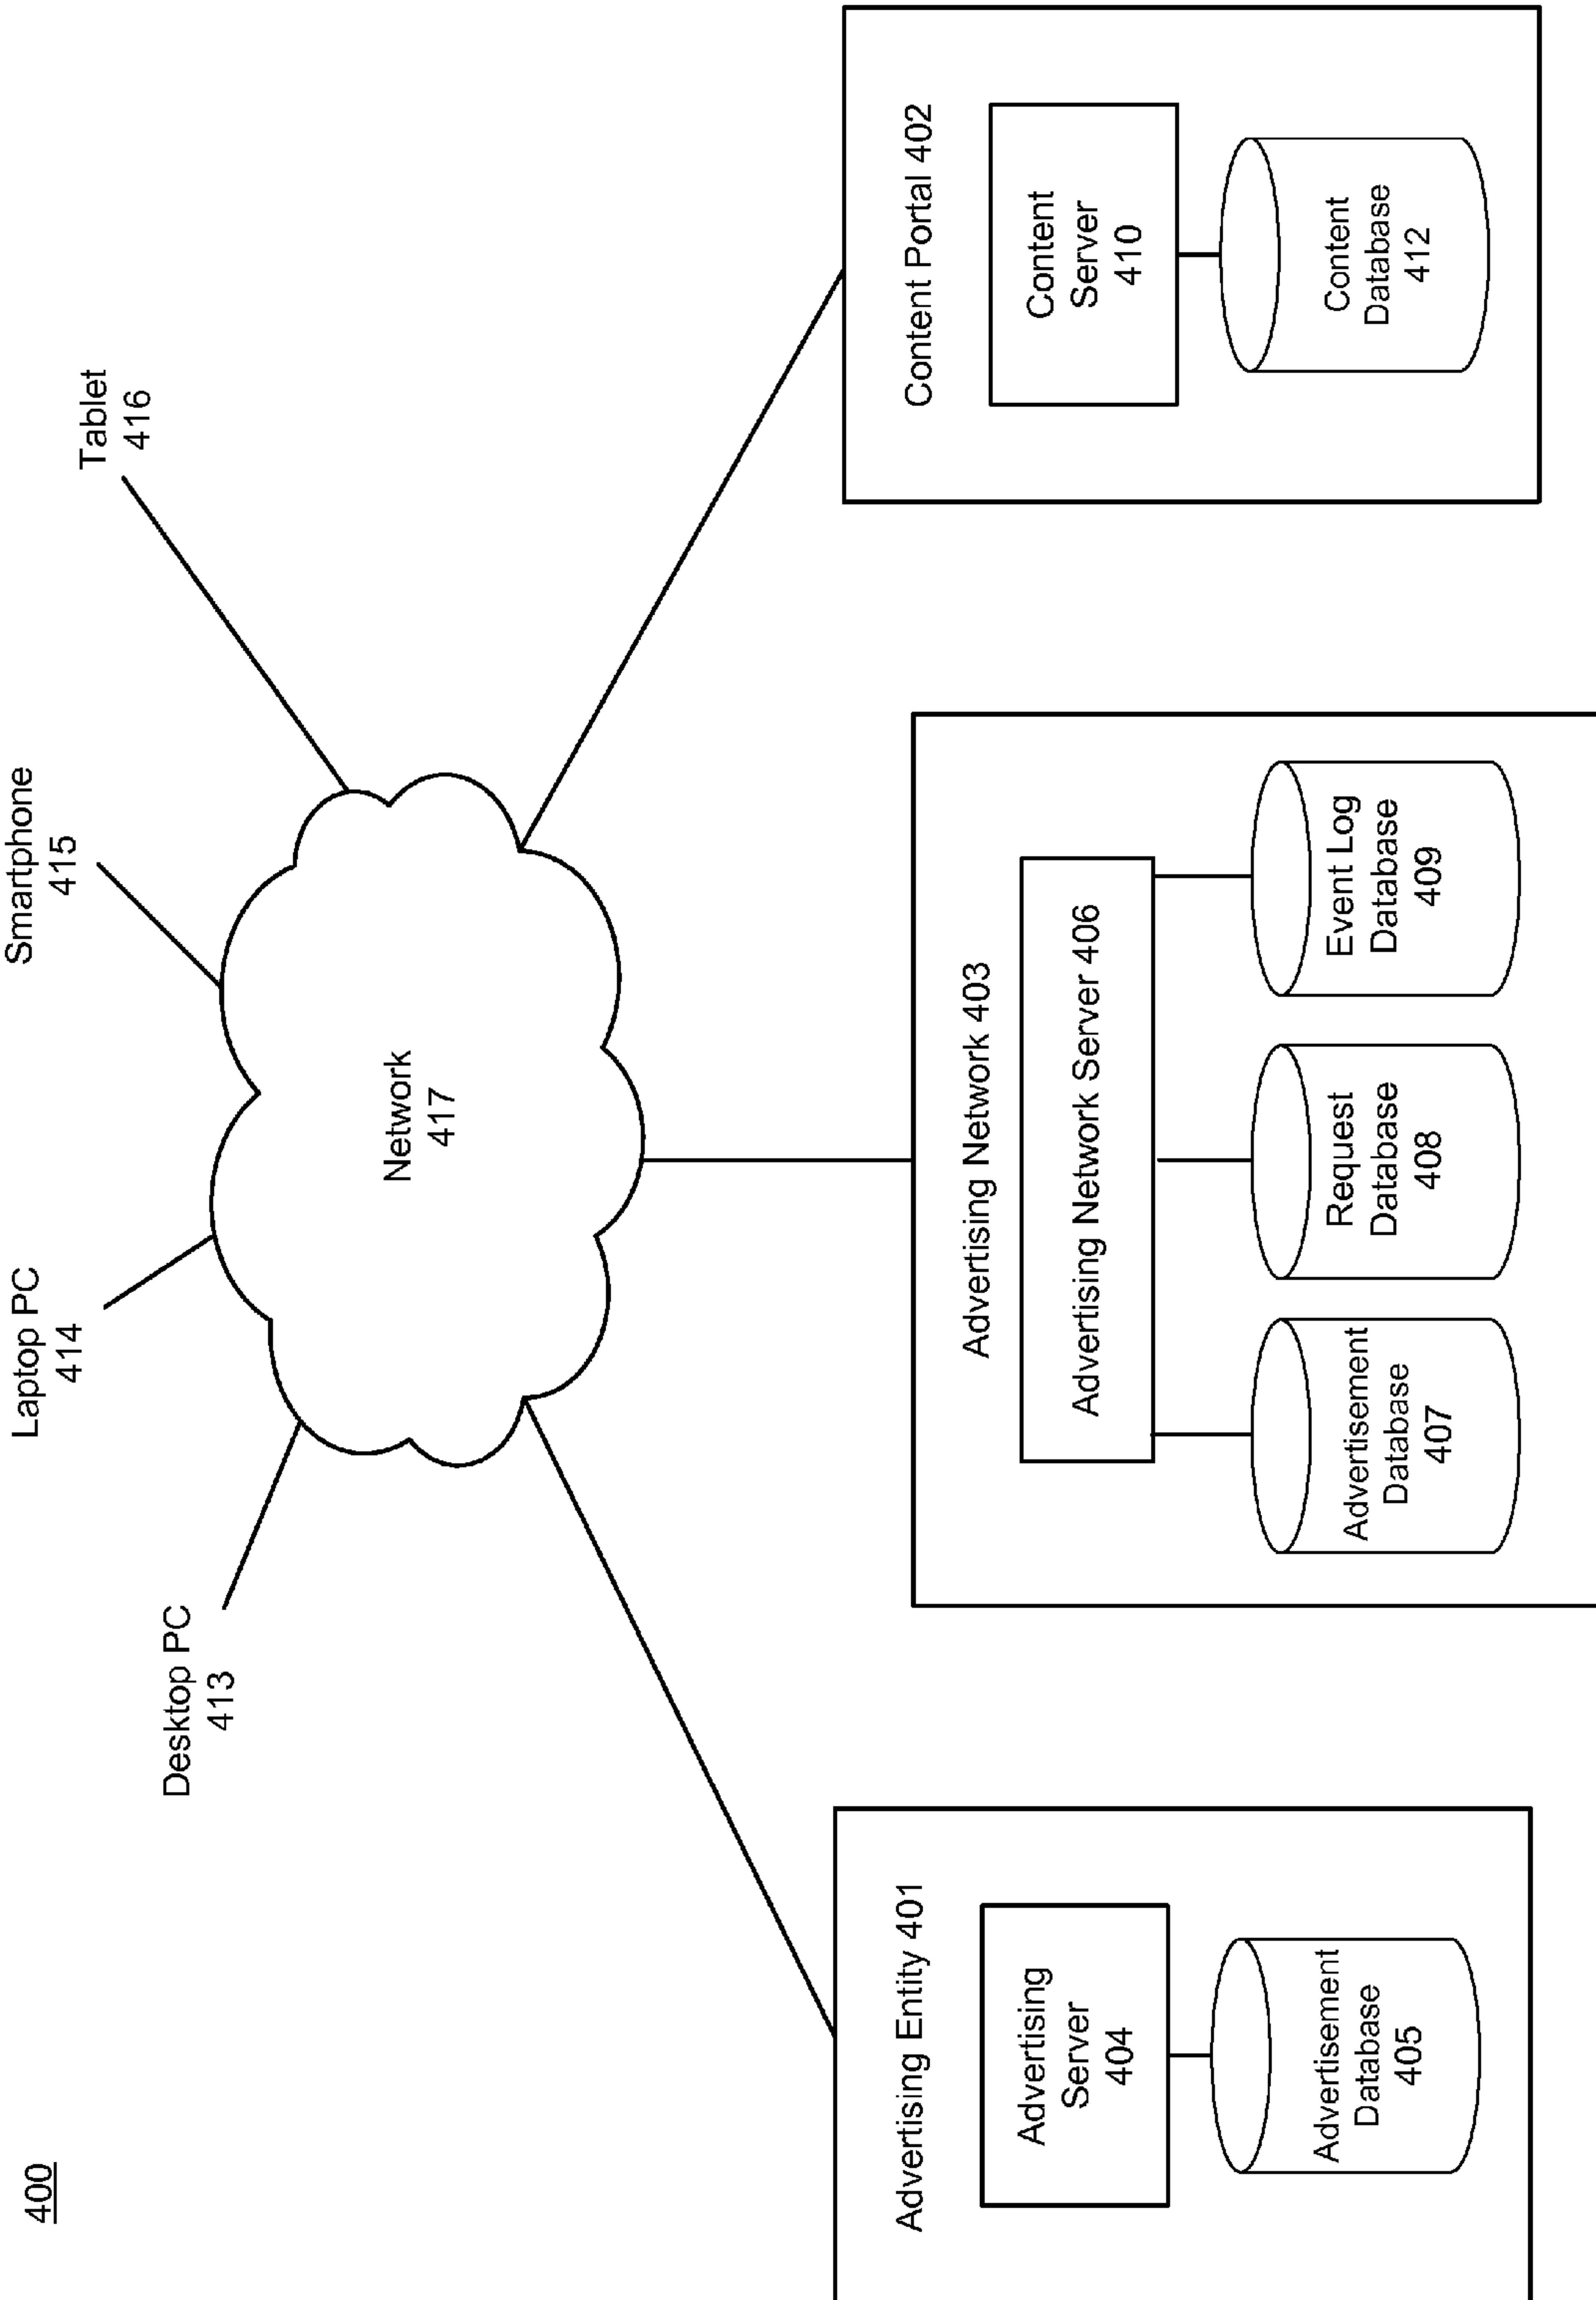 400
Desktop PC
413
Laptop PC
414
Smartphone
415
Tablet
416
Network
417
Advertising Entity 401
Advertising
Server
404
Advertisement
Database
405
Advertising Network 403
Advertising Network Server 406
Advertisement
Database
407
Request
Database
408
Event Log
Database
409
Content Portal 402
Content
Server
410
Content
Database
412